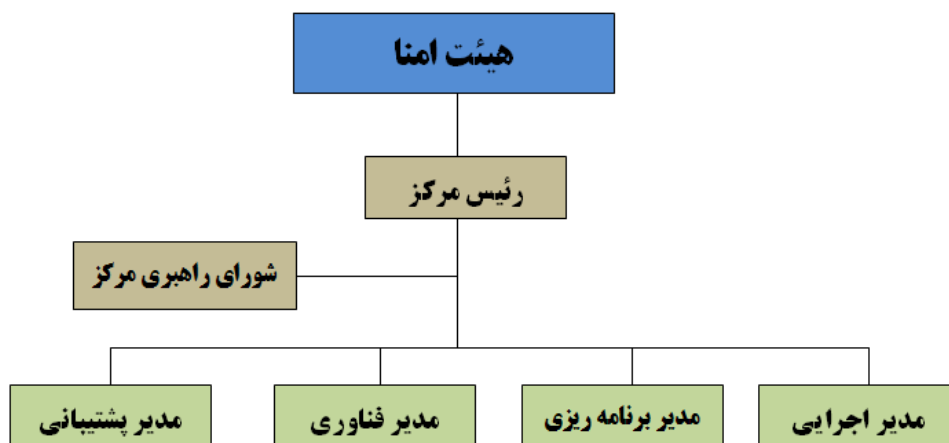 هیئت امنا
رئیس مرکز
شورای راهبری مرکز
مدیر اجرایی
مدیر برنامه ریزی
مدیر فناوری
مدیر پشتیبانی